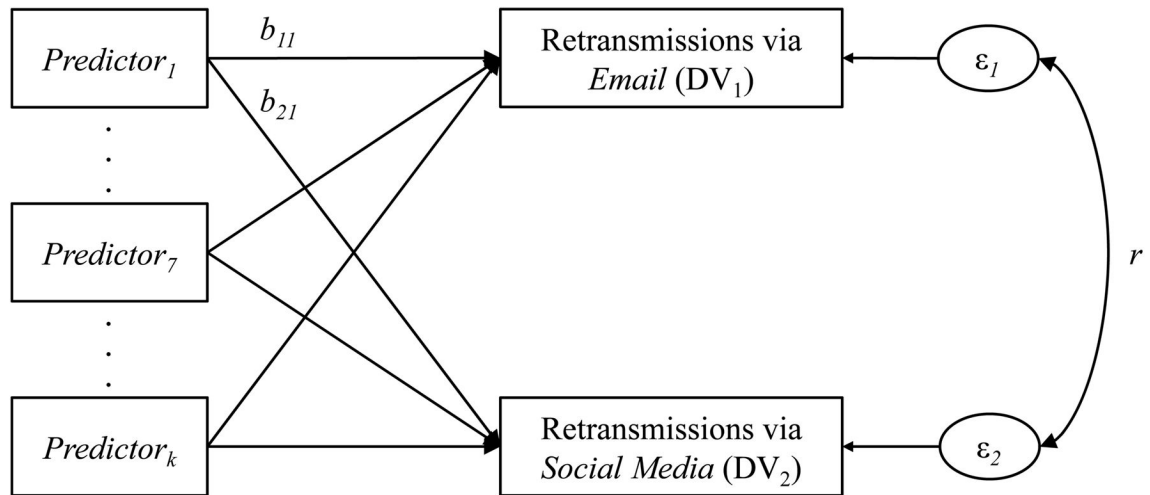 Predictor₁
b₁₁
b₂₁
Retransmissions via
Email (DV₁)
ε₁
Predictor₇
r
Predictorₖ
Retransmissions via
Social Media (DV₂)
ε₂